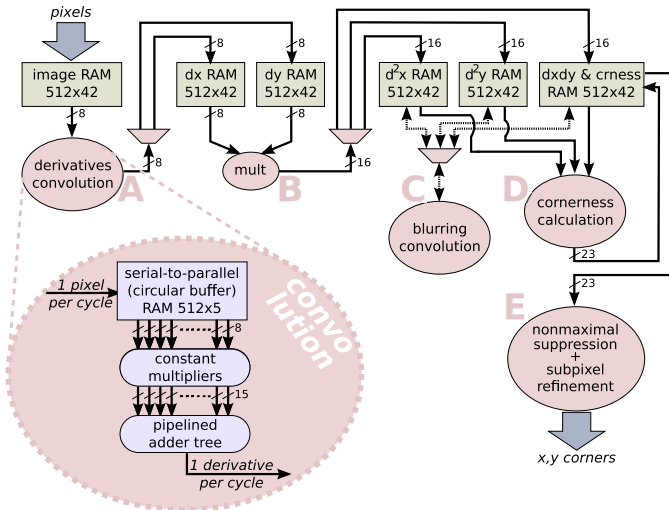 pixels
image RAM
512x42
8
derivatives
convolution
8
A
8
8
dx RAM
512x42
dy RAM
512x42
8
8
mult
B
16
16
16
16
d²x RAM
512x42
d²y RAM
512x42
dxdy & crness
RAM 512x42
C
blurring
convolution
D
cornerness
calculation
23
23
E
nonmaximal
suppression
+
subpixel
refinement
x,y corners
convo
lution
1 pixel
per cycle
serial-to-parallel
(circular buffer)
RAM 512x5
8
constant
multipliers
15
pipelined
adder tree
1 derivative
per cycle